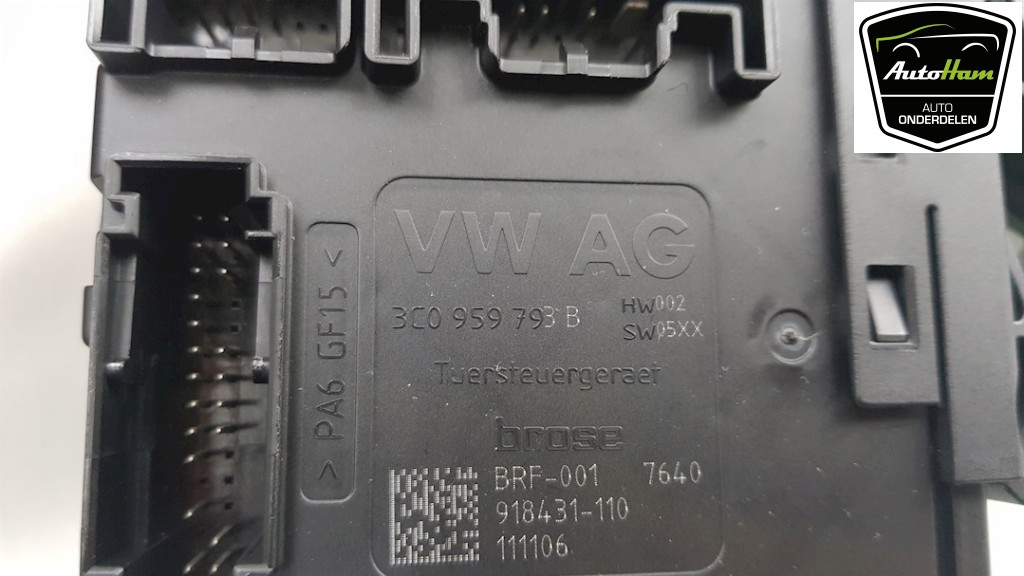 AutoHam
AUTO
ONDERDELEN
VW AG
3C0 959 793 B
HW002
SW05XX
Tuersteuergeraet
brose
BRF-001 7640
918431-110
111106
> PA6 GF15 <